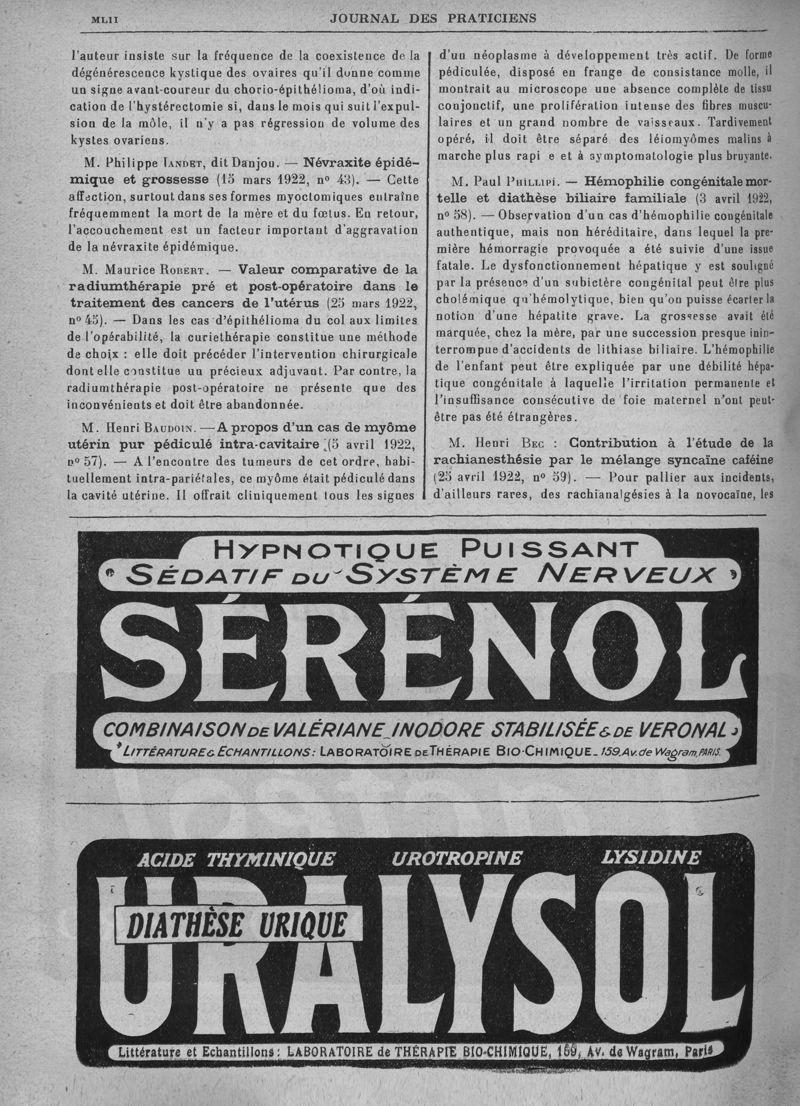 MLII
JOURNAL DES PRATICIENS
l'auteur insiste sur la fréquence de la coexistence de la
dégénérescence kystique des ovaires qu'il donne comme
un signe avant-coureur du chorio-épithélioma, d'où indi-
cation de l'hystérectomie si, dans le mois qui suit l'expul-
sion de la môle, il n'y a pas régression de volume des
kystes ovariens.
M. Philippe LANDET, dit Danjou. — Névraxite épidé-
mique et grossesse (15 mars 1922, n° 43). — Cette
affection, surtout dans ses formes myoctomiques entraîne
fréquemment la mort de la mère et du fœtus. En retour,
l'accouchement est un facteur important d'aggravation
de la névraxite épidémique.
M. Maurice ROBERT. — Valeur comparative de la
radiumthérapie pré et post-opératoire dans le
traitement des cancers de l'utérus (25 mars 1922,
n° 45). — Dans les cas d'épithélioma du col aux limites
de l'opérabilité, la curiethérapie constitue une méthode
de choix : elle doit précéder l'intervention chirurgicale
dont elle constitue un précieux adjuvant. Par contre, la
radiumthérapie post-opératoire ne présente que des
inconvénients et doit être abandonnée.
M. Henri BAUDOIN. — A propos d'un cas de myôme
utérin pur pédiculé intra-cavitaire (5 avril 1922,
n° 57). — A l'encontre des tumeurs de cet ordre, habi-
tuellement intra-pariétales, ce myôme était pédiculé dans
la cavité utérine. Il offrait cliniquement tous les signes
d'un néoplasme à développement très actif. De forme
pédiculée, disposé en frange de consistance molle, il
montrait au microscope une absence complète de tissu
conjonctif, une prolifération intense des fibres muscu-
laires et un grand nombre de vaisseaux. Tardivement
opéré, il doit être séparé des léiomyômes malins à
marche plus rapi e et à symptomatologie plus bruyante.
M. Paul PHILLIPI. — Hémophilie congénitale mor-
telle et diathèse biliaire familiale (3 avril 1922,
n° 58). — Observation d'un cas d'hémophilie congénitale
authentique, mais non héréditaire, dans lequel la pre-
mière hémorragie provoquée a été suivie d'une issue
fatale. Le dysfonctionnement hépatique y est souligné
par la présence d'un subictère congénital peut être plus
cholémique qu'hémolytique, bien qu'on puisse écarter la
notion d'une hépatite grave. La grossesse avait été
marquée, chez la mère, par une succession presque inin-
terrompue d'accidents de lithiase biliaire. L'hémophilie
de l'enfant peut être expliquée par une débilité hépa-
tique congénitale à laquelle l'irritation permanente et
l'insuffisance consécutive de foie maternel n'ont peut-
être pas été étrangères.
M. Henri BEC : Contribution à l'étude de la
rachianesthésie par le mélange syncaïne caféine
(25 avril 1922, n° 59). — Pour pallier aux incidents,
d'ailleurs rares, des rachianalgésies à la novocaïne, les
HYPNOTIQUE PUISSANT
SÉDATIF DU SYSTÈME NERVEUX
SÉRÉNOL
COMBINAISON DE VALÉRIANE INODORE STABILISÉE & DE VERONAL
LITTÉRATURE & ECHANTILLONS: LABORATOIRE DE THÉRAPIE BIO-CHIMIQUE_159, Av. de Wagram, PARIS.
ACIDE THYMINIQUE UROTROPINE LYSIDINE
URALYSOL
DIATHÈSE URIQUE
Littérature et Echantillons: LABORATOIRE de THÉRAPIE BIO-CHIMIQUE, 159, Av. de Wagram, Paris